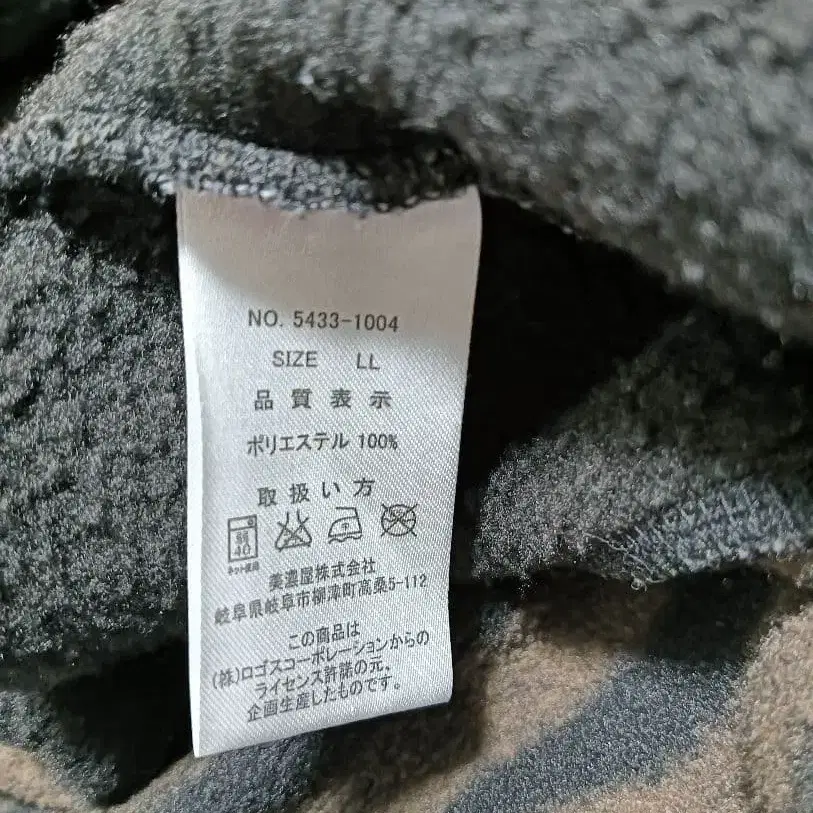 NO. 5433-1004
SIZE LL
品質表示
ポリエステル 100%
取扱い方
弱
40
ネット使用
美濃屋株式会社
岐阜県岐阜市柳津町高桑5-112
この商品は
(株)ロゴスコーポレーションからの
ライセンス許諾の元、
企画生産したものです。